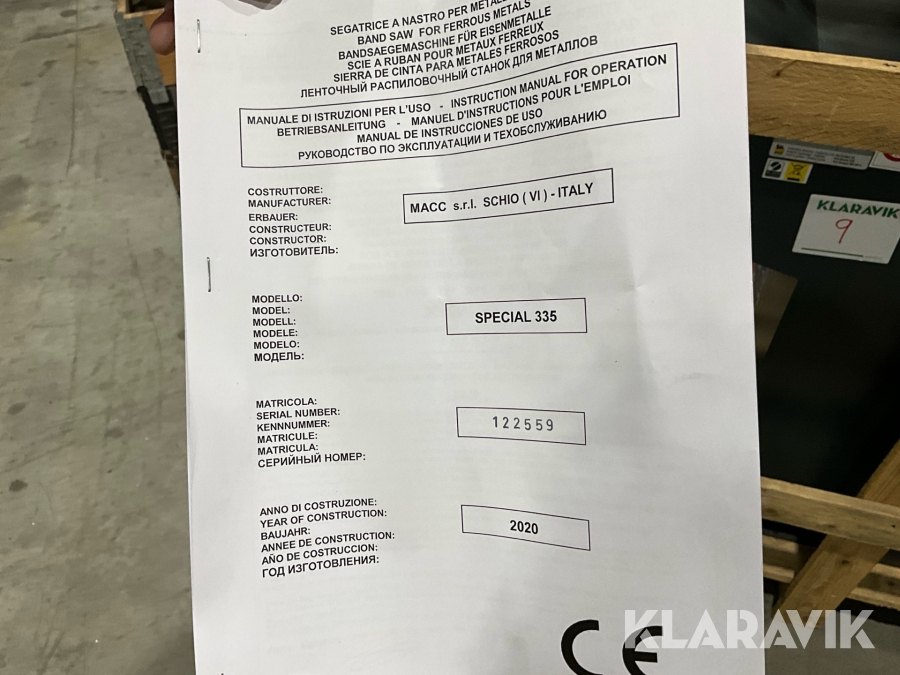 SEGATRICE A NASTRO PER METAL
BAND SAW FOR FERROUS METALS
BANDSAEGEMASCHINE FÜR EISENMETALLE
SCIE A RUBAN POUR METAUX FERREUX
SIERRA DE CINTA PARA METALES FERROSOS
ЛЕНТОЧНЫЙ РАСПИЛОВОЧНЫЙ СТАНОК ДЛЯ МЕТАЛЛОВ
MANUALE DI ISTRUZIONI PER L'USO - INSTRUCTION MANUAL FOR OPERATION
BETRIEBSANLEITUNG - MANUEL D'INSTRUCTIONS POUR L'EMPLOI
MANUAL DE INSTRUCCIONES DE USO
РУКОВОДСТВО ПО ЭКСПЛУАТАЦИИ И ТЕХОБСЛУЖИВАНИЮ
COSTRUTTORE:
MANUFACTURER:
ERBAUER:
CONSTRUCTEUR:
CONSTRUCTOR:
ИЗГОТОВИТЕЛЬ:
MACC s.r.l. SCHIO ( VI ) - ITALY
MODELLO:
MODEL:
MODELL:
MODELE:
MODELO:
МОДЕЛЬ:
SPECIAL 335
MATRICOLA:
SERIAL NUMBER:
KENNNUMMER:
MATRICULE:
MATRICULA:
СЕРИЙНЫЙ НОМЕР:
122559
ANNO DI COSTRUZIONE:
YEAR OF CONSTRUCTION:
BAUJAHR:
ANNEE DE CONSTRUCTION:
AÑO DE COSTRUCCION:
ГОД ИЗГОТОВЛЕНИЯ:
2020
CE
KLARAVIK
9
KLARAVIK